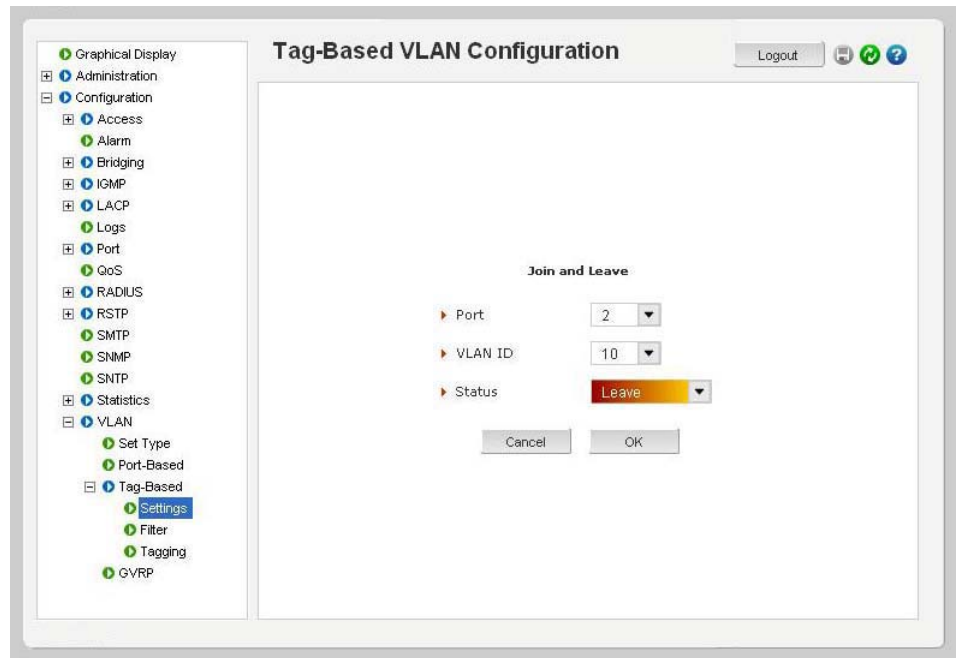 Tag-Based VLAN Configuration
Logout
Graphical Display
Administration
Configuration
Access
Alarm
Bridging
IGMP
LACP
Logs
Port
QoS
RADIUS
RSTP
SMTP
SNMP
SNTP
Statistics
VLAN
Set Type
Port-Based
Tag-Based
Settings
Filter
Tagging
GVRP
Join and Leave
Port 2
VLAN ID 10
Status Leave
Cancel OK